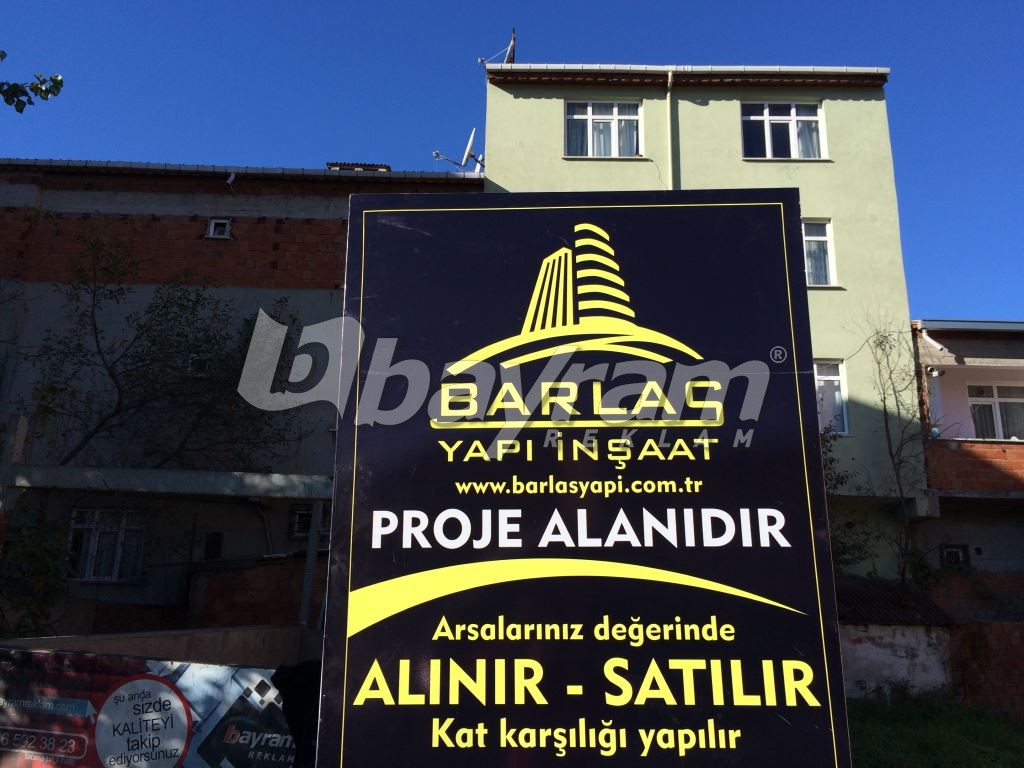 BARLAS
YAPI İNŞAAT
www.barlasyapi.com.tr
PROJE ALANIDIR
Arsalarınız değerinde
ALINIR - SATILIR
Kat karşılığı yapılır
bayram®
REKLAM
şu anda
sizde
KALİTEYİ
takip
ediyorsunuz
bayram
REKLAM